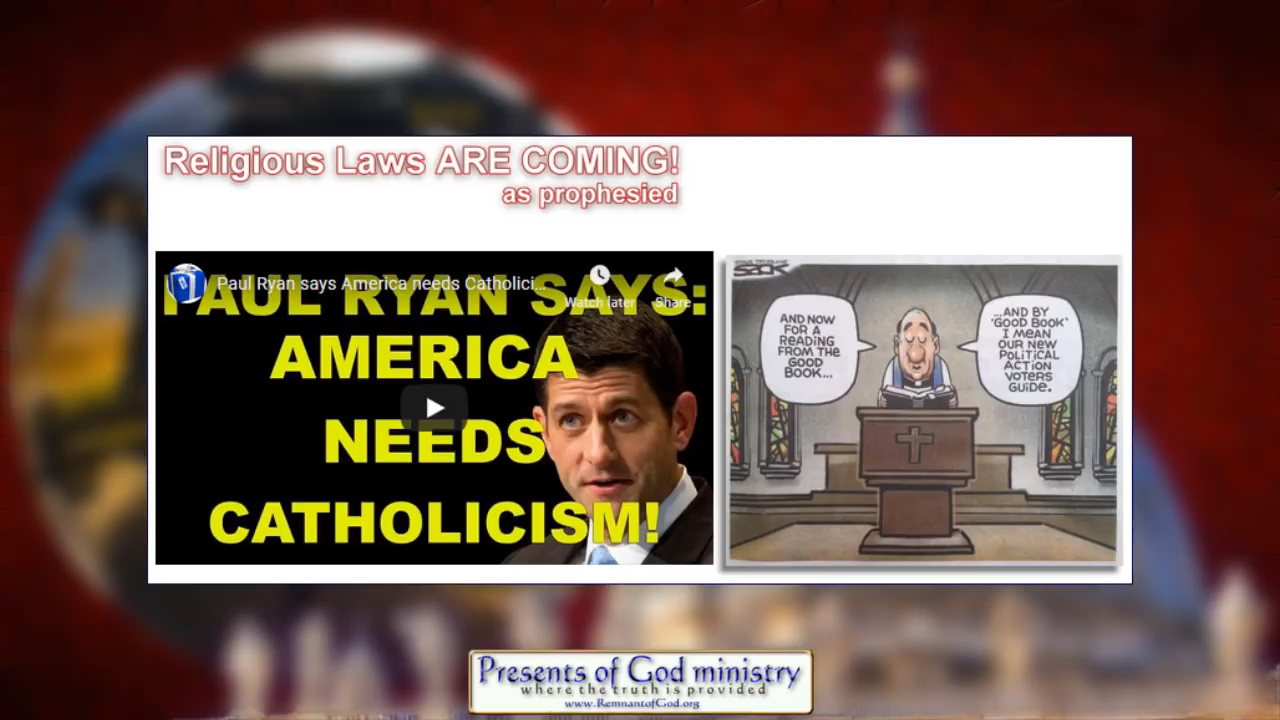 Religious Laws ARE COMING!
as prophesied
Paul Ryan says America needs Catholici...
Watch later
Share
PAUL RYAN SAYS:
AMERICA
NEEDS
CATHOLICISM!
SACK
AND NOW
FOR A
READING
FROM THE
GOOD
BOOK...
...AND BY
'GOOD BOOK'
I MEAN
OUR NEW
POLITICAL
ACTION
VOTERS
GUIDE.
Presents of God ministry
where the truth is provided
www.RemnantofGod.org